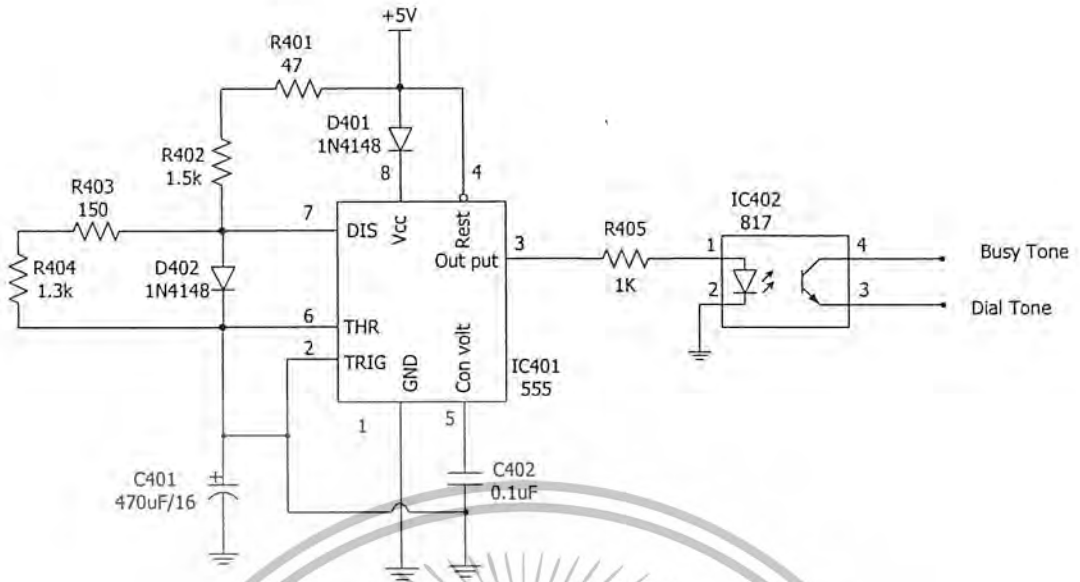 +5V
R401
47
D401
1N4148
R402
1.5k
8
4
R403
150
IC402
817
7
DIS
Vcc
Rest
R405
3
Out put
1K
1
4
Busy Tone
R404
1.3k
D402
1N4148
2
3
Dial Tone
6
THR
2
TRIG
GND
Con volt
IC401
555
1
5
C401
470uF/16
+
C402
0.1uF